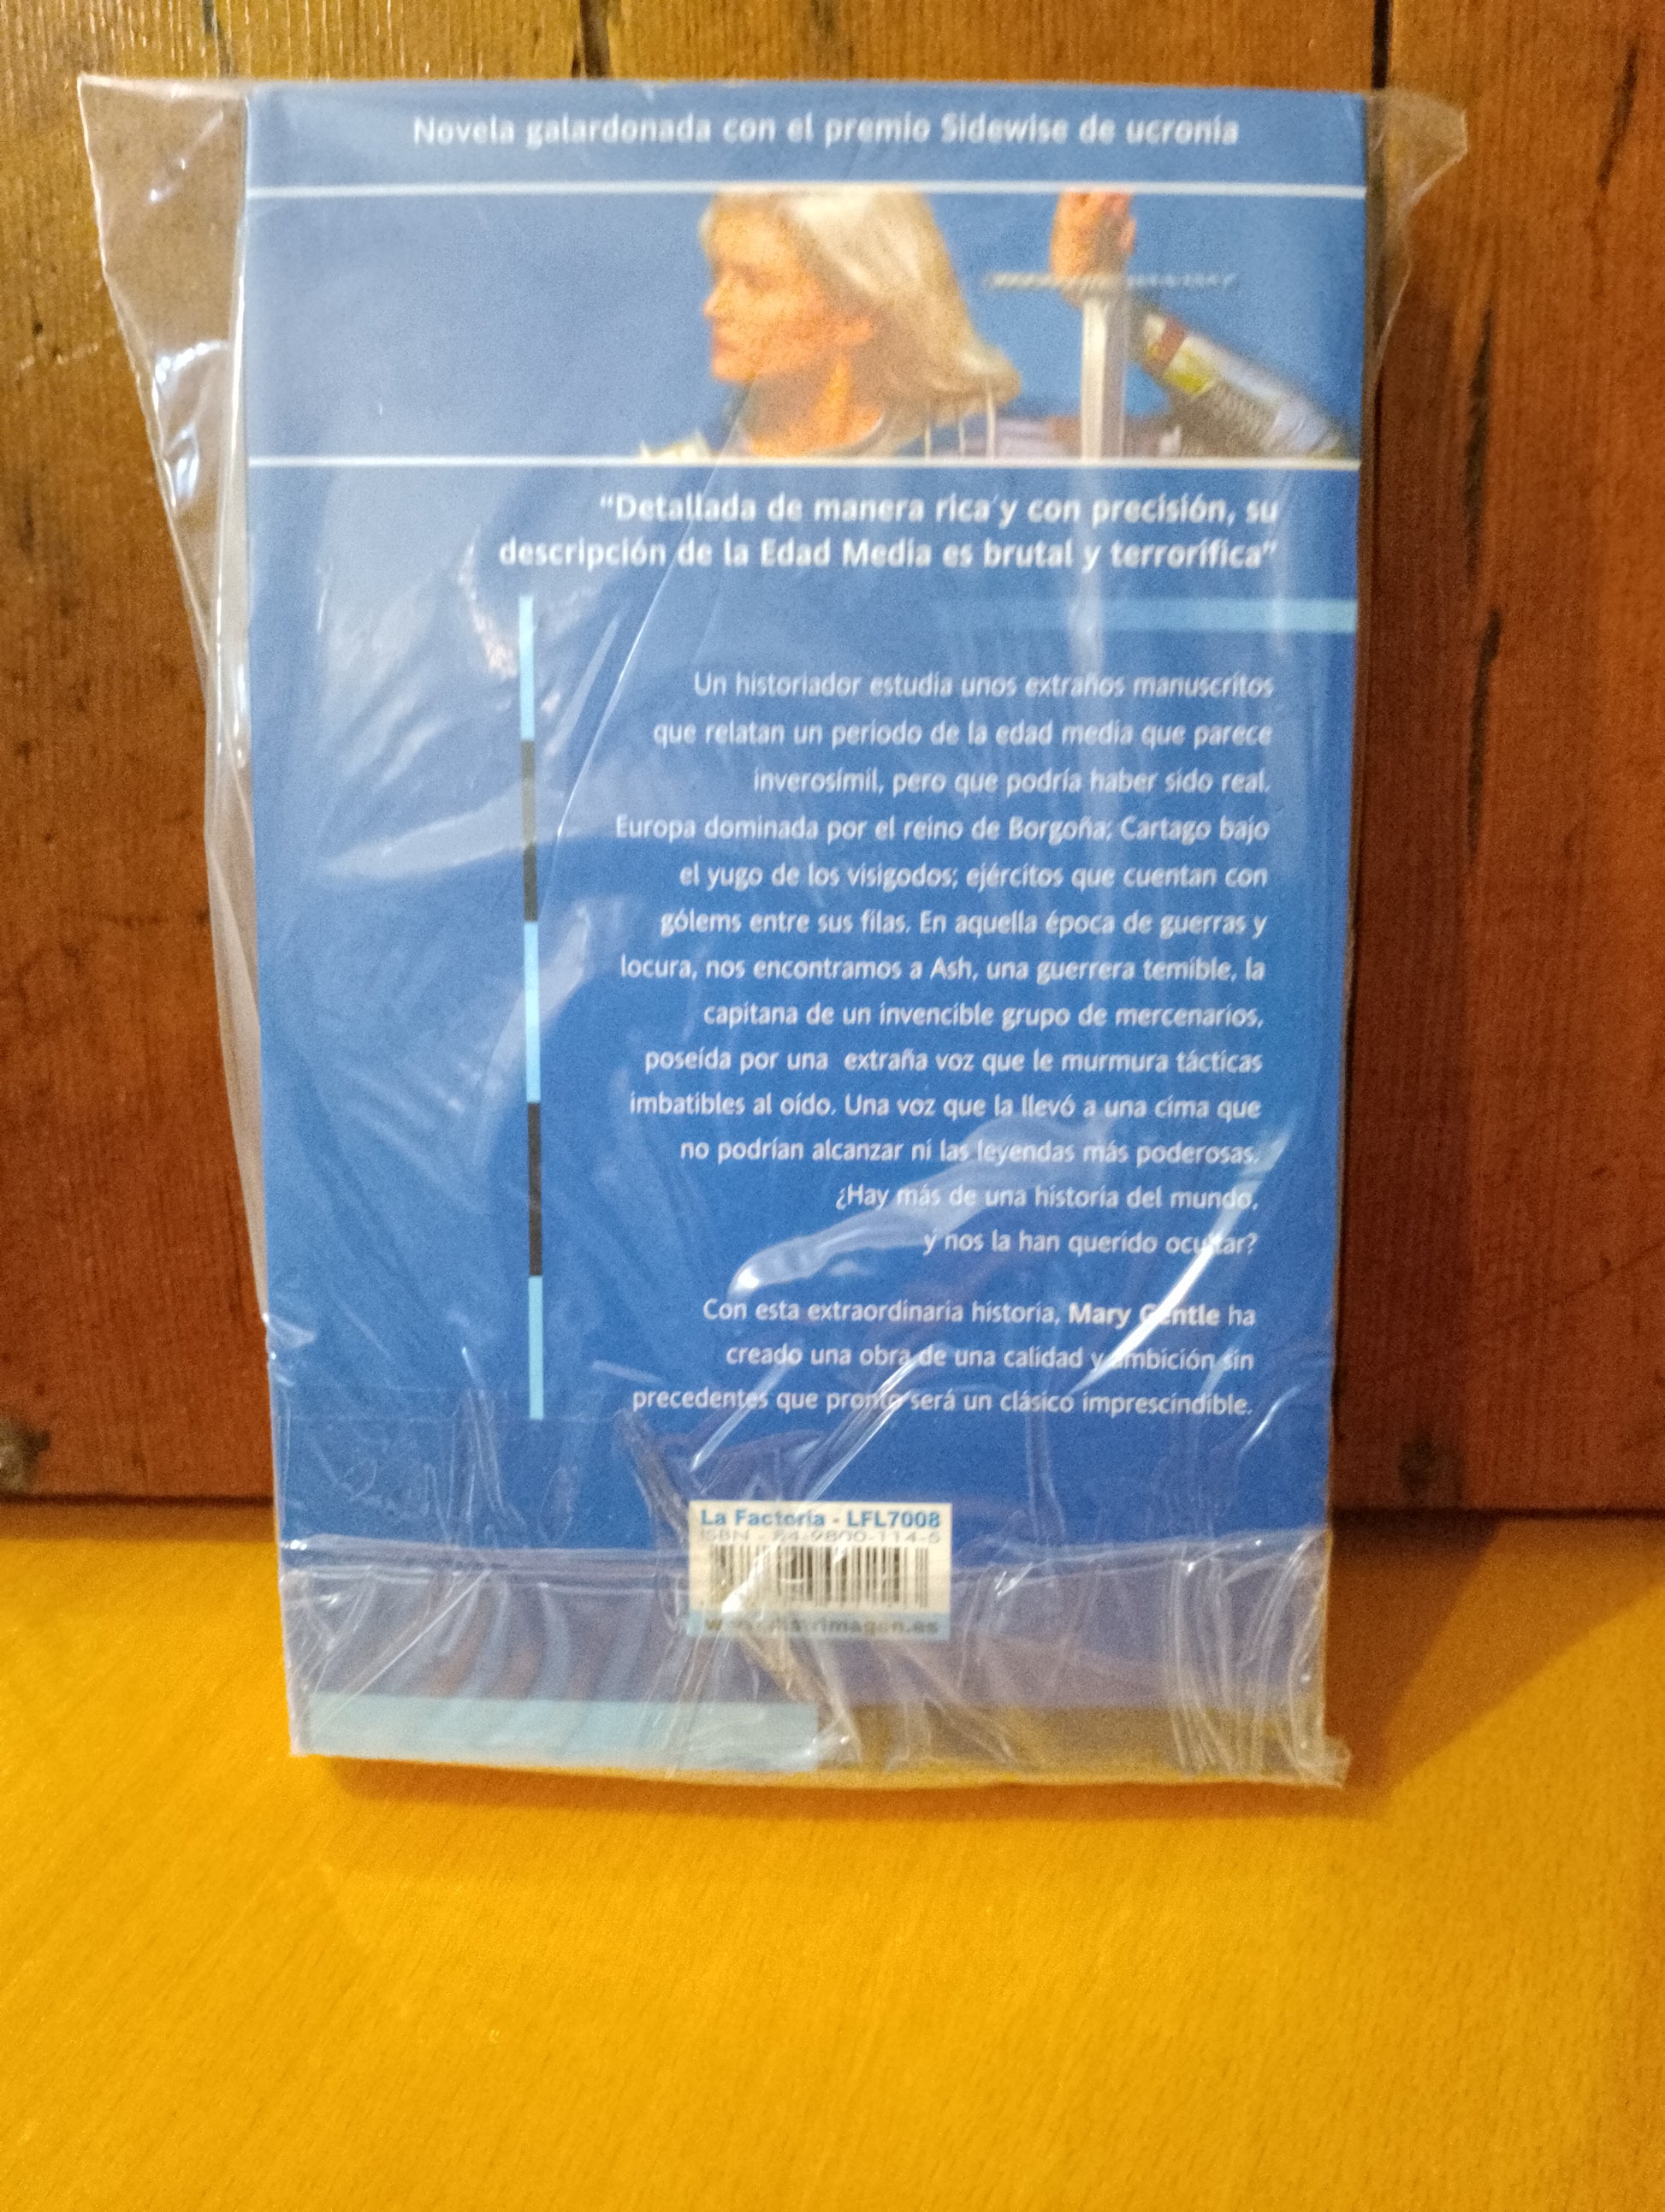 Novela galardonada con el premio Sidewise de ucronía
“Detallada de manera rica y con precisión, su
descripción de la Edad Media es brutal y terrorífica”
Un historiador estudia unos extraños manuscritos
que relatan un periodo de la edad media que parece
inverosímil, pero que podría haber sido real.
Europa dominada por el reino de Borgoña; Cartago bajo
el yugo de los visigodos; ejércitos que cuentan con
gólems entre sus filas. En aquella época de guerras y
locura, nos encontramos a Ash, una guerrera temible, la
capitana de un invencible grupo de mercenarios,
poseída por una extraña voz que le murmura tácticas
imbatibles al oído. Una voz que la llevó a una cima que
no podrían alcanzar ni las leyendas más poderosas.
¿Hay más de una historia del mundo,
y nos la han querido ocultar?
Con esta extraordinaria historia, Mary Gentle ha
creado una obra de una calidad y ambición sin
precedentes que pronto será un clásico imprescindible.
La Factoría - LFL7008
ISBN - 84-9800-114-5